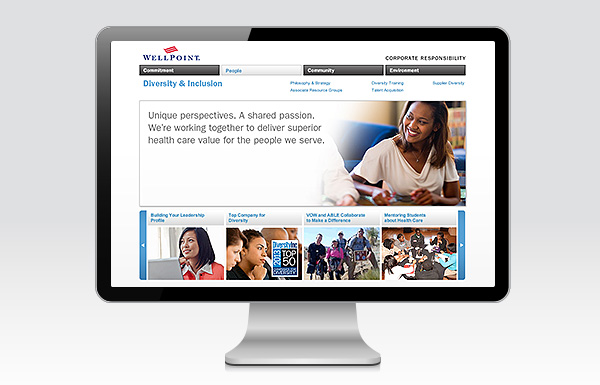 WELLPOINT.
CORPORATE RESPONSIBILITY
Commitment
People
Community
Environment
Diversity & Inclusion
Philosophy & Strategy
Diversity Training
Supplier Diversity
Associate Resource Groups
Talent Acquisition
Unique perspectives. A shared passion.
We're working together to deliver superior
health care value for the people we serve.
Building Your Leadership
Profile
Top Company for
Diversity
VOW and ABLE Collaborate
to Make a Difference
Mentoring Students
about Health Care
DiversityInc
2013
TOP
50